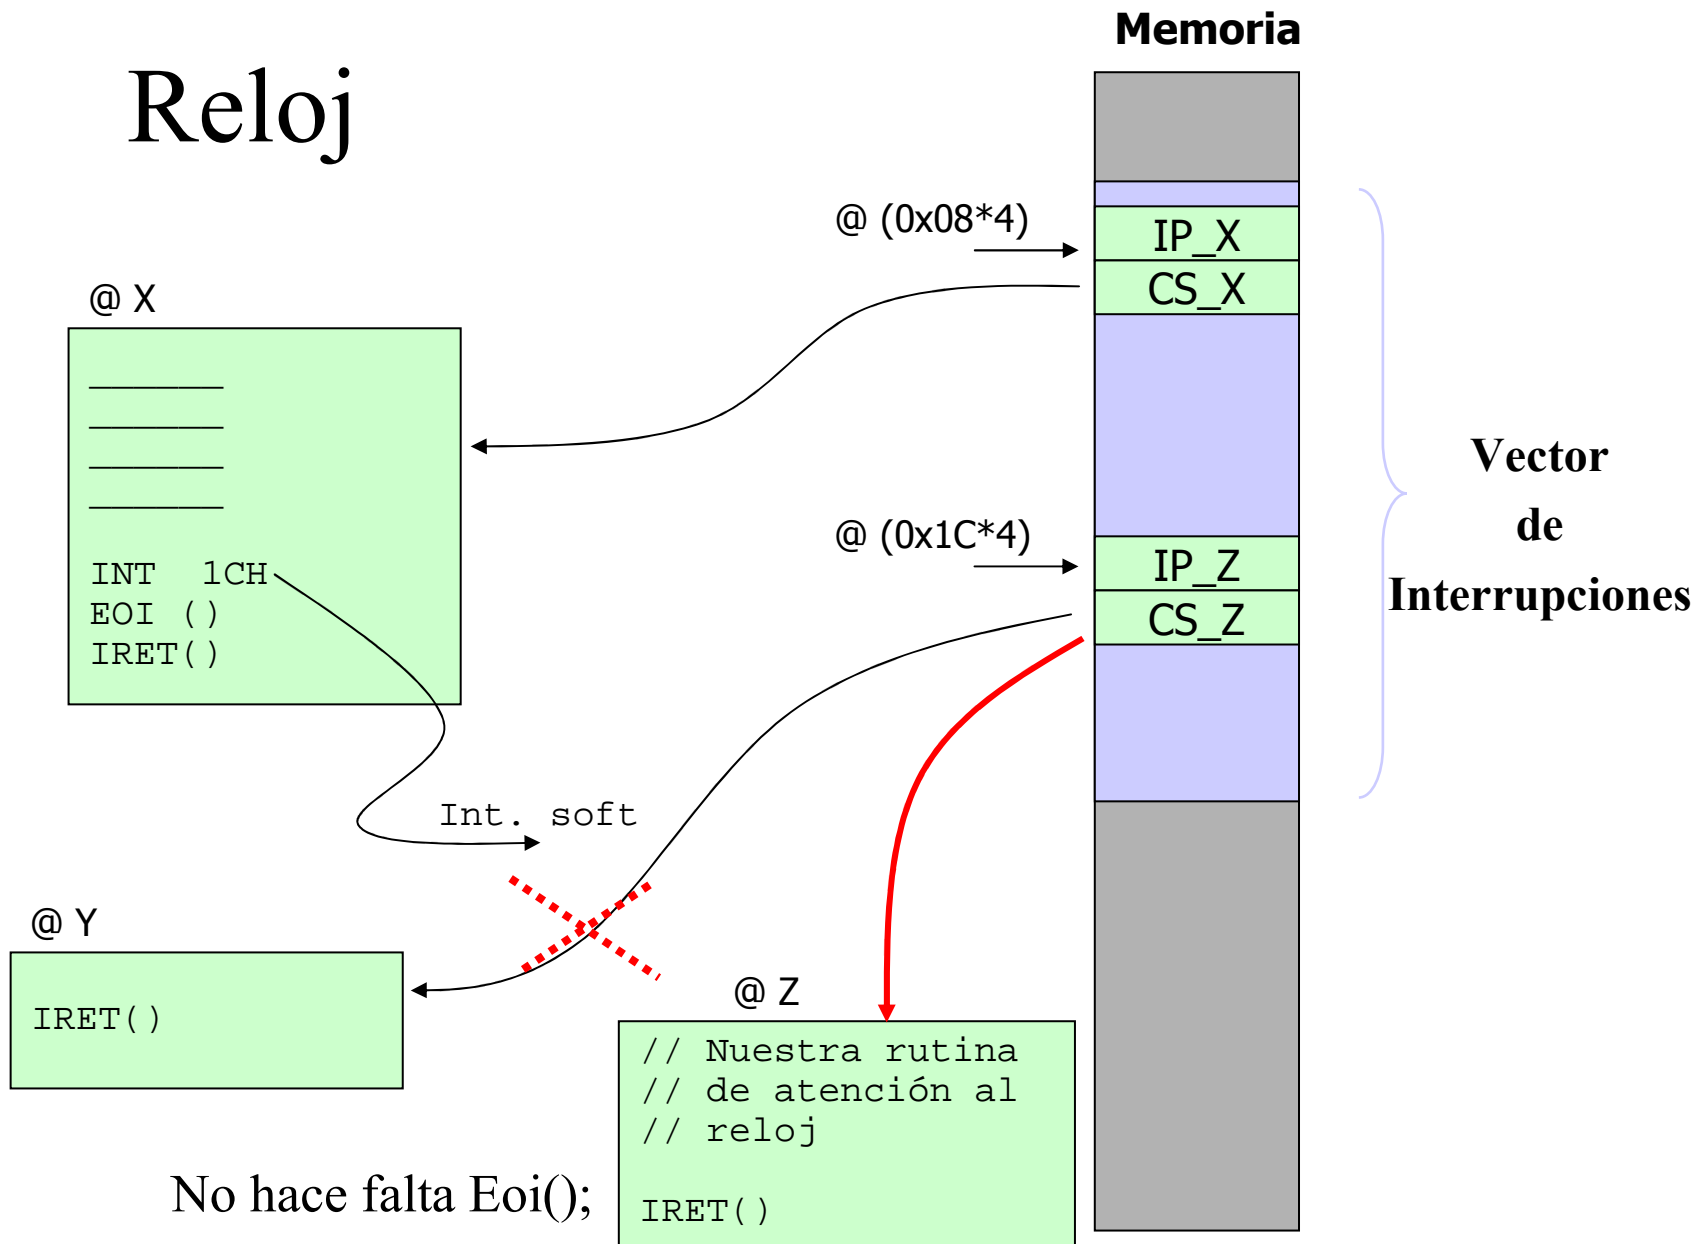 Memoria
Reloj
@ (0x08*4)
IP_X
CS_X
@ X
INT  1CH
EOI ()
IRET()
@ (0x1C*4)
IP_Z
CS_Z
Vector
de
Interrupciones
Int. soft
@ Y
IRET()
@ Z
// Nuestra rutina
// de atención al
// reloj
IRET()
No hace falta Eoi();